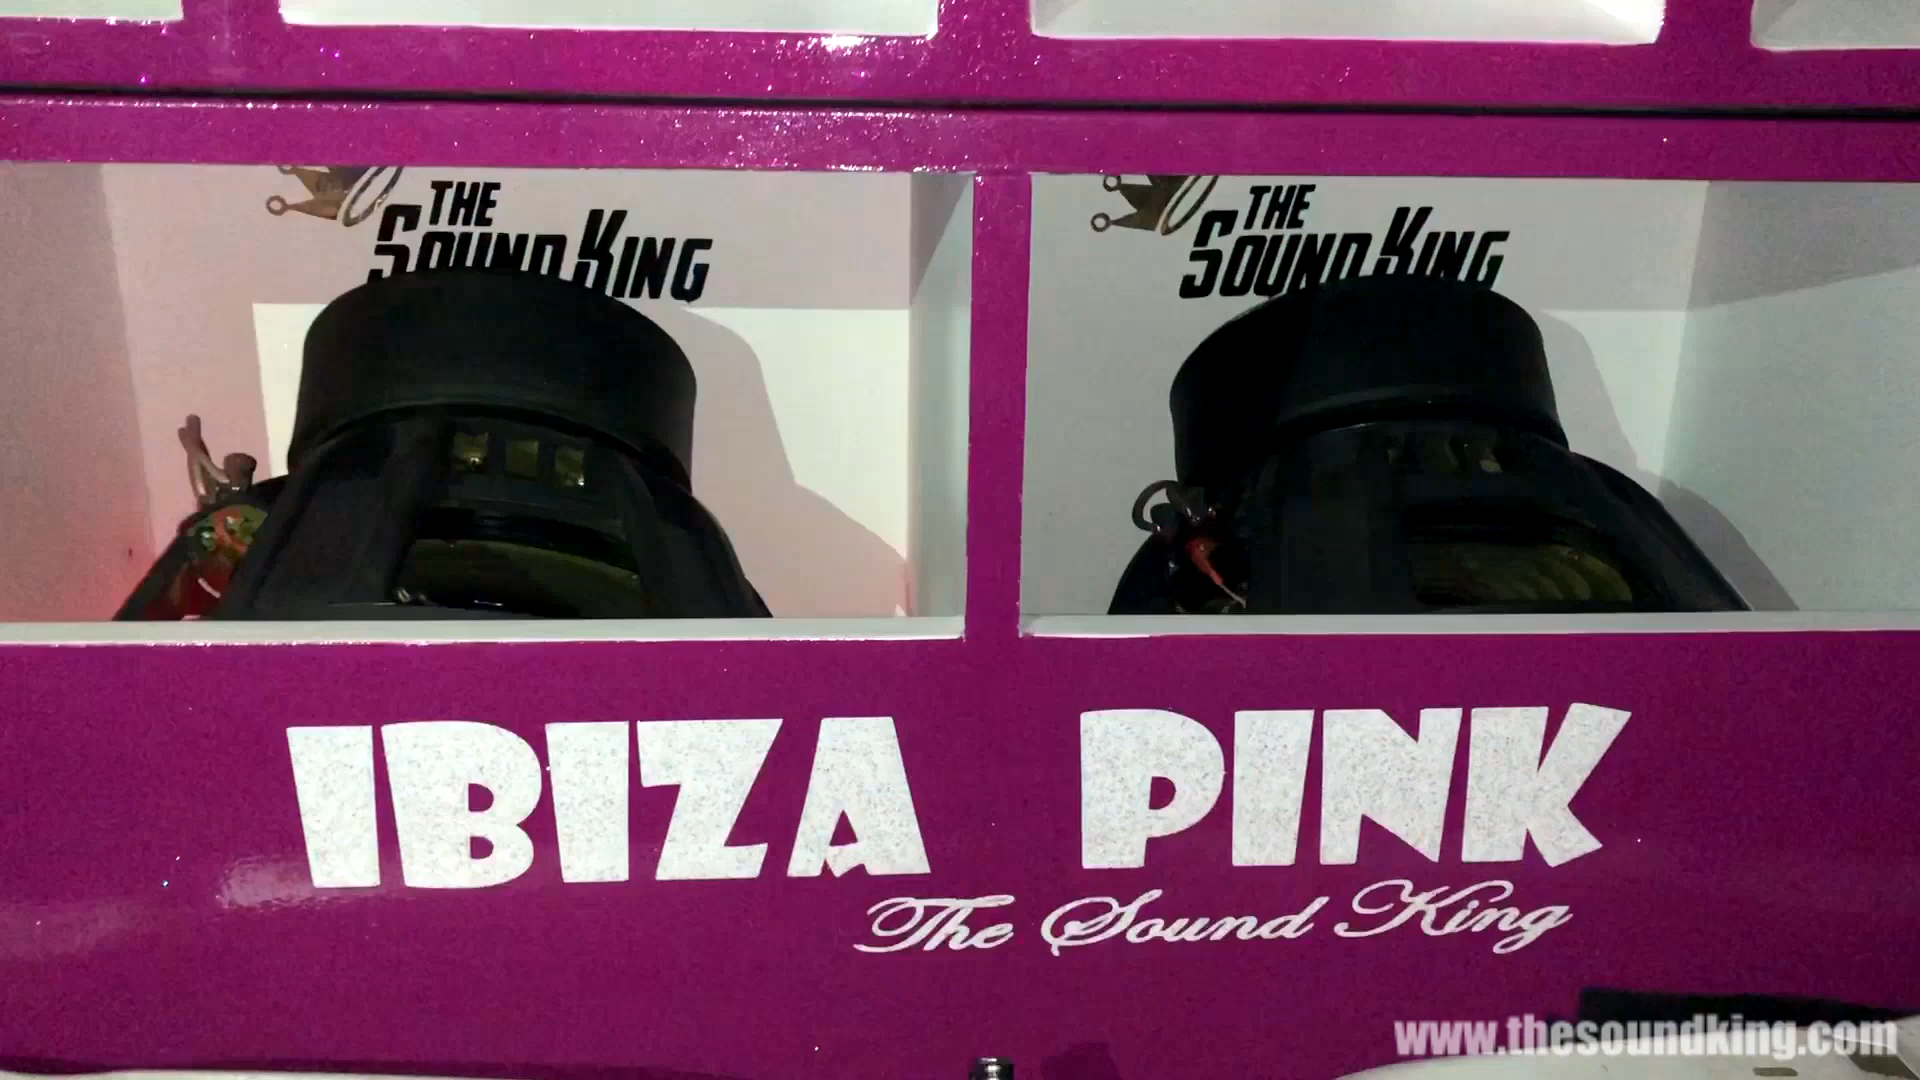 THE
SOUND KING
THE
SOUND KING
IBIZA PINK
The Sound King
www.thesoundking.com